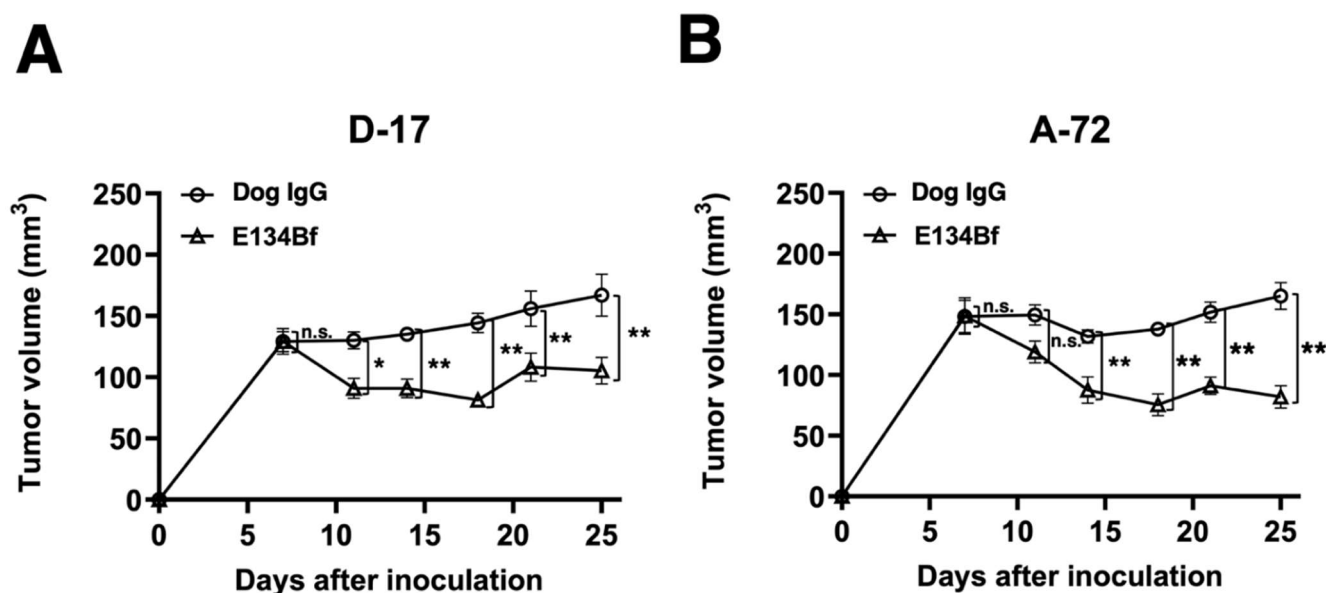 A
D-17
Dog IgG
E134Bf
Tumor volume (mm³)
250
200
150
100
50
0
n.s.
*
**
**
**
**
0 5 10 15 20 25
Days after inoculation
B
A-72
Dog IgG
E134Bf
Tumor volume (mm³)
250
200
150
100
50
0
n.s.
n.s.
**
**
**
**
0 5 10 15 20 25
Days after inoculation